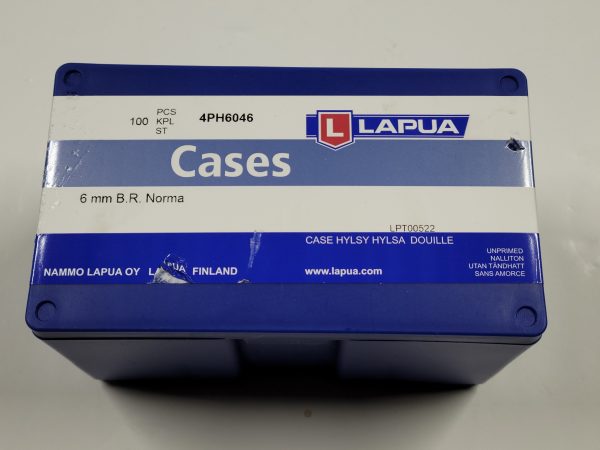 100 PCS KPL ST
4PH6046
L LAPUA
Cases
6 mm B.R. Norma
LPT00522
CASE HYLSY HYLSA DOUILLE
UNPRIMED
NALLITON
UTAN TÄNDHATT
SANS AMORCE
NAMMO LAPUA OY LAPUA FINLAND
www.lapua.com